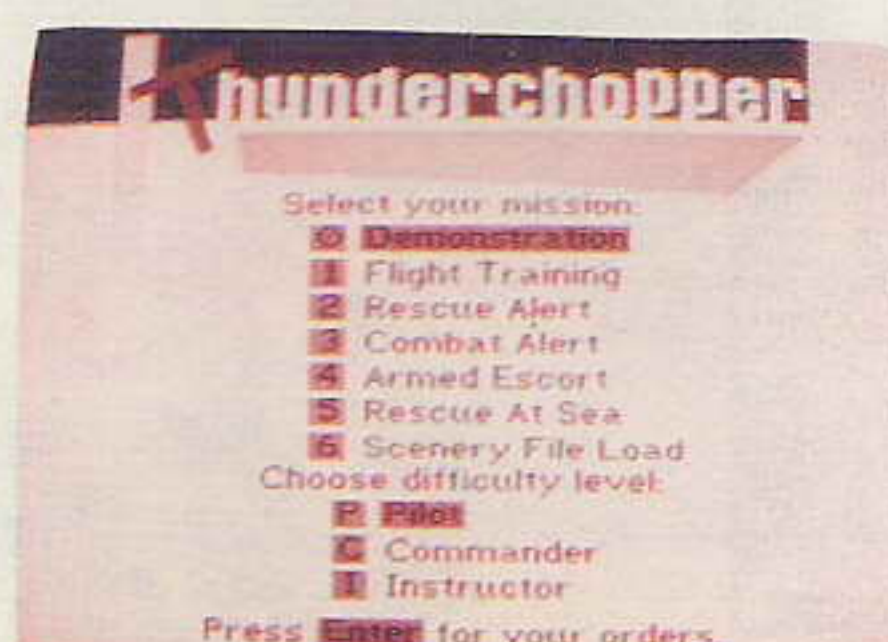 Thunderchopper
Select your mission:
0 Demonstration
1 Flight Training
2 Rescue Alert
3 Combat Alert
4 Armed Escort
5 Rescue At Sea
6 Scenery File Load
Choose difficulty level:
P Pilot
C Commander
I Instructor
Press Enter for your orders